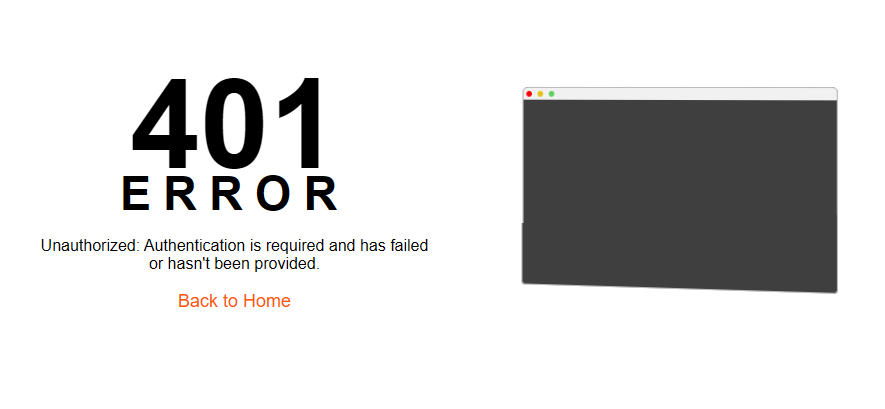 401
ERROR
Unauthorized: Authentication is required and has failed
or hasn't been provided.
Back to Home